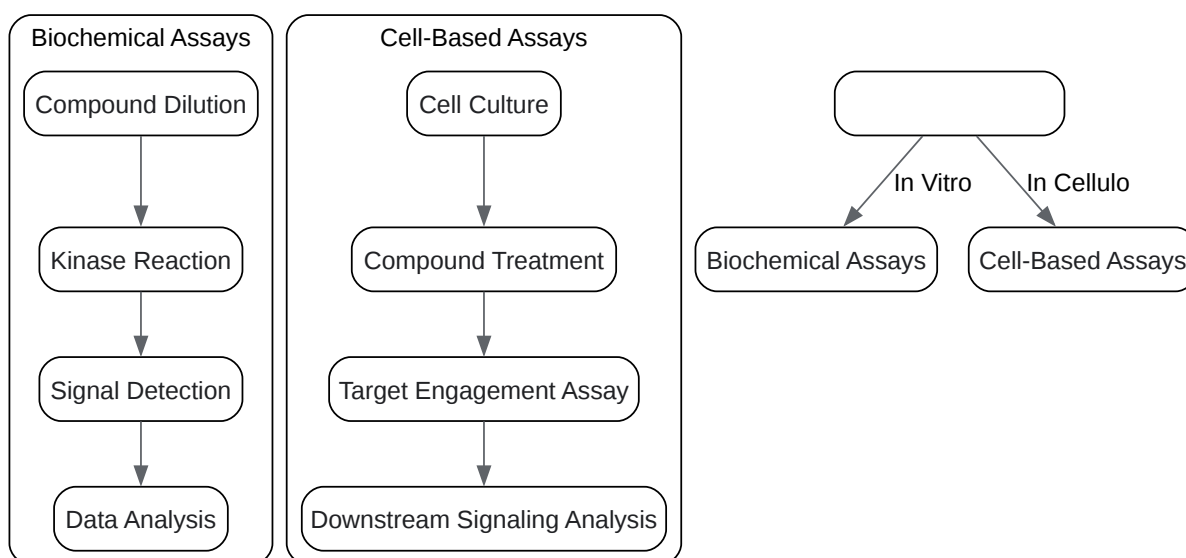 Biochemical Assays
Compound Dilution
Kinase Reaction
Signal Detection
Data Analysis
Cell-Based Assays
Cell Culture
Compound Treatment
Target Engagement Assay
Downstream Signaling Analysis
In Vitro
In Cellulo
Biochemical Assays
Cell-Based Assays